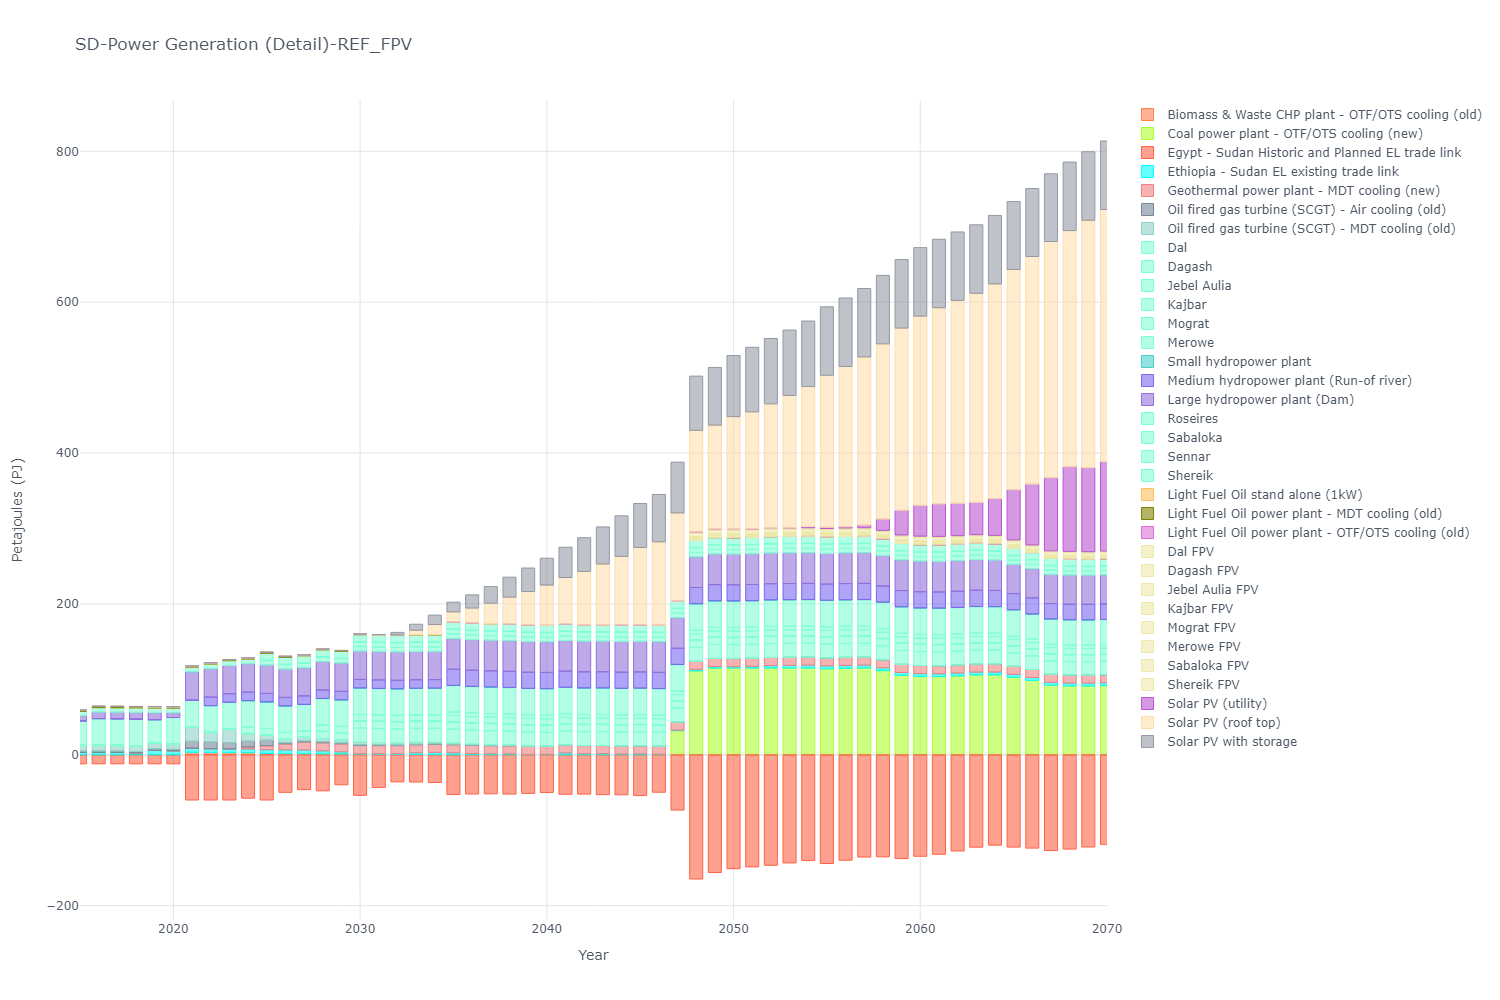 SD-Power Generation (Detail)-REF_FPV
800
600
400
200
0
−200
Petajoules (PJ)
2020
2030
2040
2050
2060
2070
Year
Biomass & Waste CHP plant - OTF/OTS cooling (old)
Coal power plant - OTF/OTS cooling (new)
Egypt - Sudan Historic and Planned EL trade link
Ethiopia - Sudan EL existing trade link
Geothermal power plant - MDT cooling (new)
Oil fired gas turbine (SCGT) - Air cooling (old)
Oil fired gas turbine (SCGT) - MDT cooling (old)
Dal
Dagash
Jebel Aulia
Kajbar
Mograt
Merowe
Small hydropower plant
Medium hydropower plant (Run-of river)
Large hydropower plant (Dam)
Roseires
Sabaloka
Sennar
Shereik
Light Fuel Oil stand alone (1kW)
Light Fuel Oil power plant - MDT cooling (old)
Light Fuel Oil power plant - OTF/OTS cooling (old)
Dal FPV
Dagash FPV
Jebel Aulia FPV
Kajbar FPV
Mograt FPV
Merowe FPV
Sabaloka FPV
Shereik FPV
Solar PV (utility)
Solar PV (roof top)
Solar PV with storage